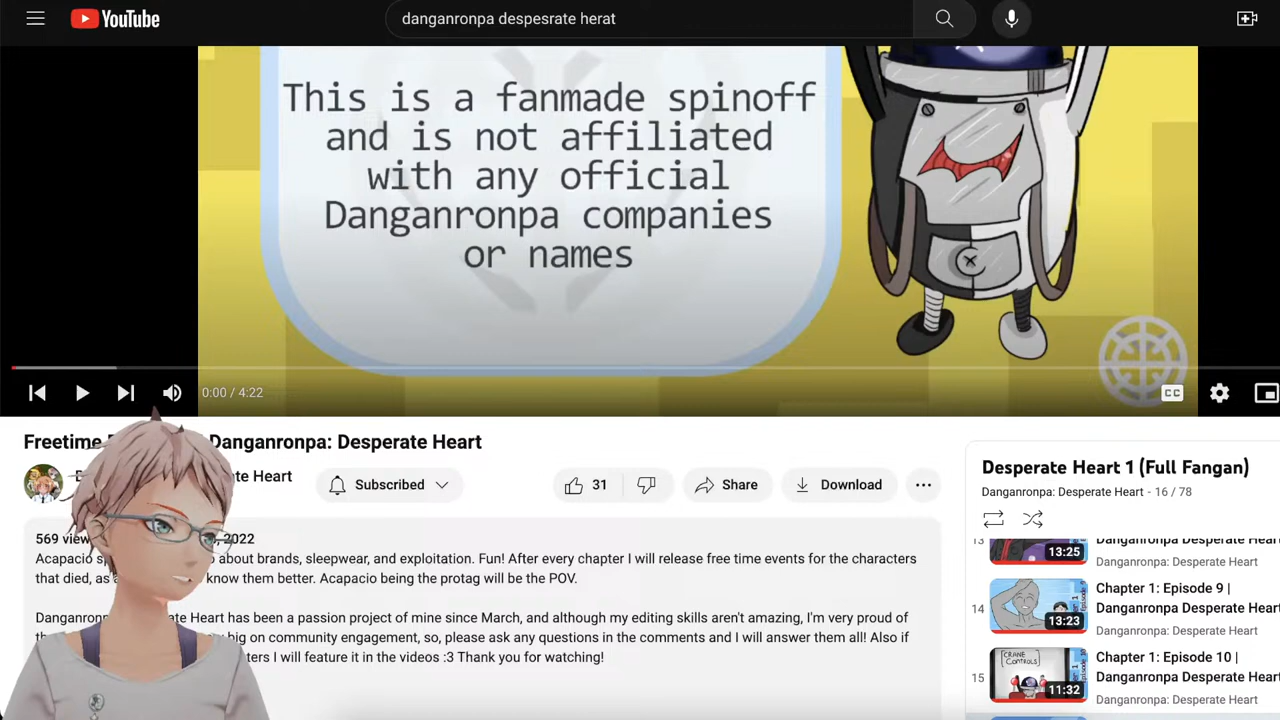 YouTube
danganronpa despesrate herat
This is a fanmade spinoff
and is not affiliated
with any official
Danganronpa companies
or names
0:00 / 4:22
CC
Freetime Danganronpa: Desperate Heart
te Heart
Subscribed
31
Share
Download
569 2022
Acapacio about brands, sleepwear, and exploitation. Fun! After every chapter I will release free time events for the characters
that died, as know them better. Acapacio being the protag will be the POV.
Heart has been a passion project of mine since March, and although my editing skills aren't amazing, I'm very proud of
big on community engagement, so, please ask any questions in the comments and I will answer them all! Also if
I will feature it in the videos :3 Thank you for watching!
Desperate Heart 1 (Full Fangan)
Danganronpa: Desperate Heart - 16 / 78
13
13:25
Danganronpa Desperate Heart
Danganronpa: Desperate Heart
14
13:23
Chapter 1: Episode 9 |
Danganronpa Desperate Heart
Danganronpa: Desperate Heart
15
CRANE
CONTROLS
11:32
Chapter 1: Episode 10 |
Danganronpa Desperate Heart
Danganronpa: Desperate Heart